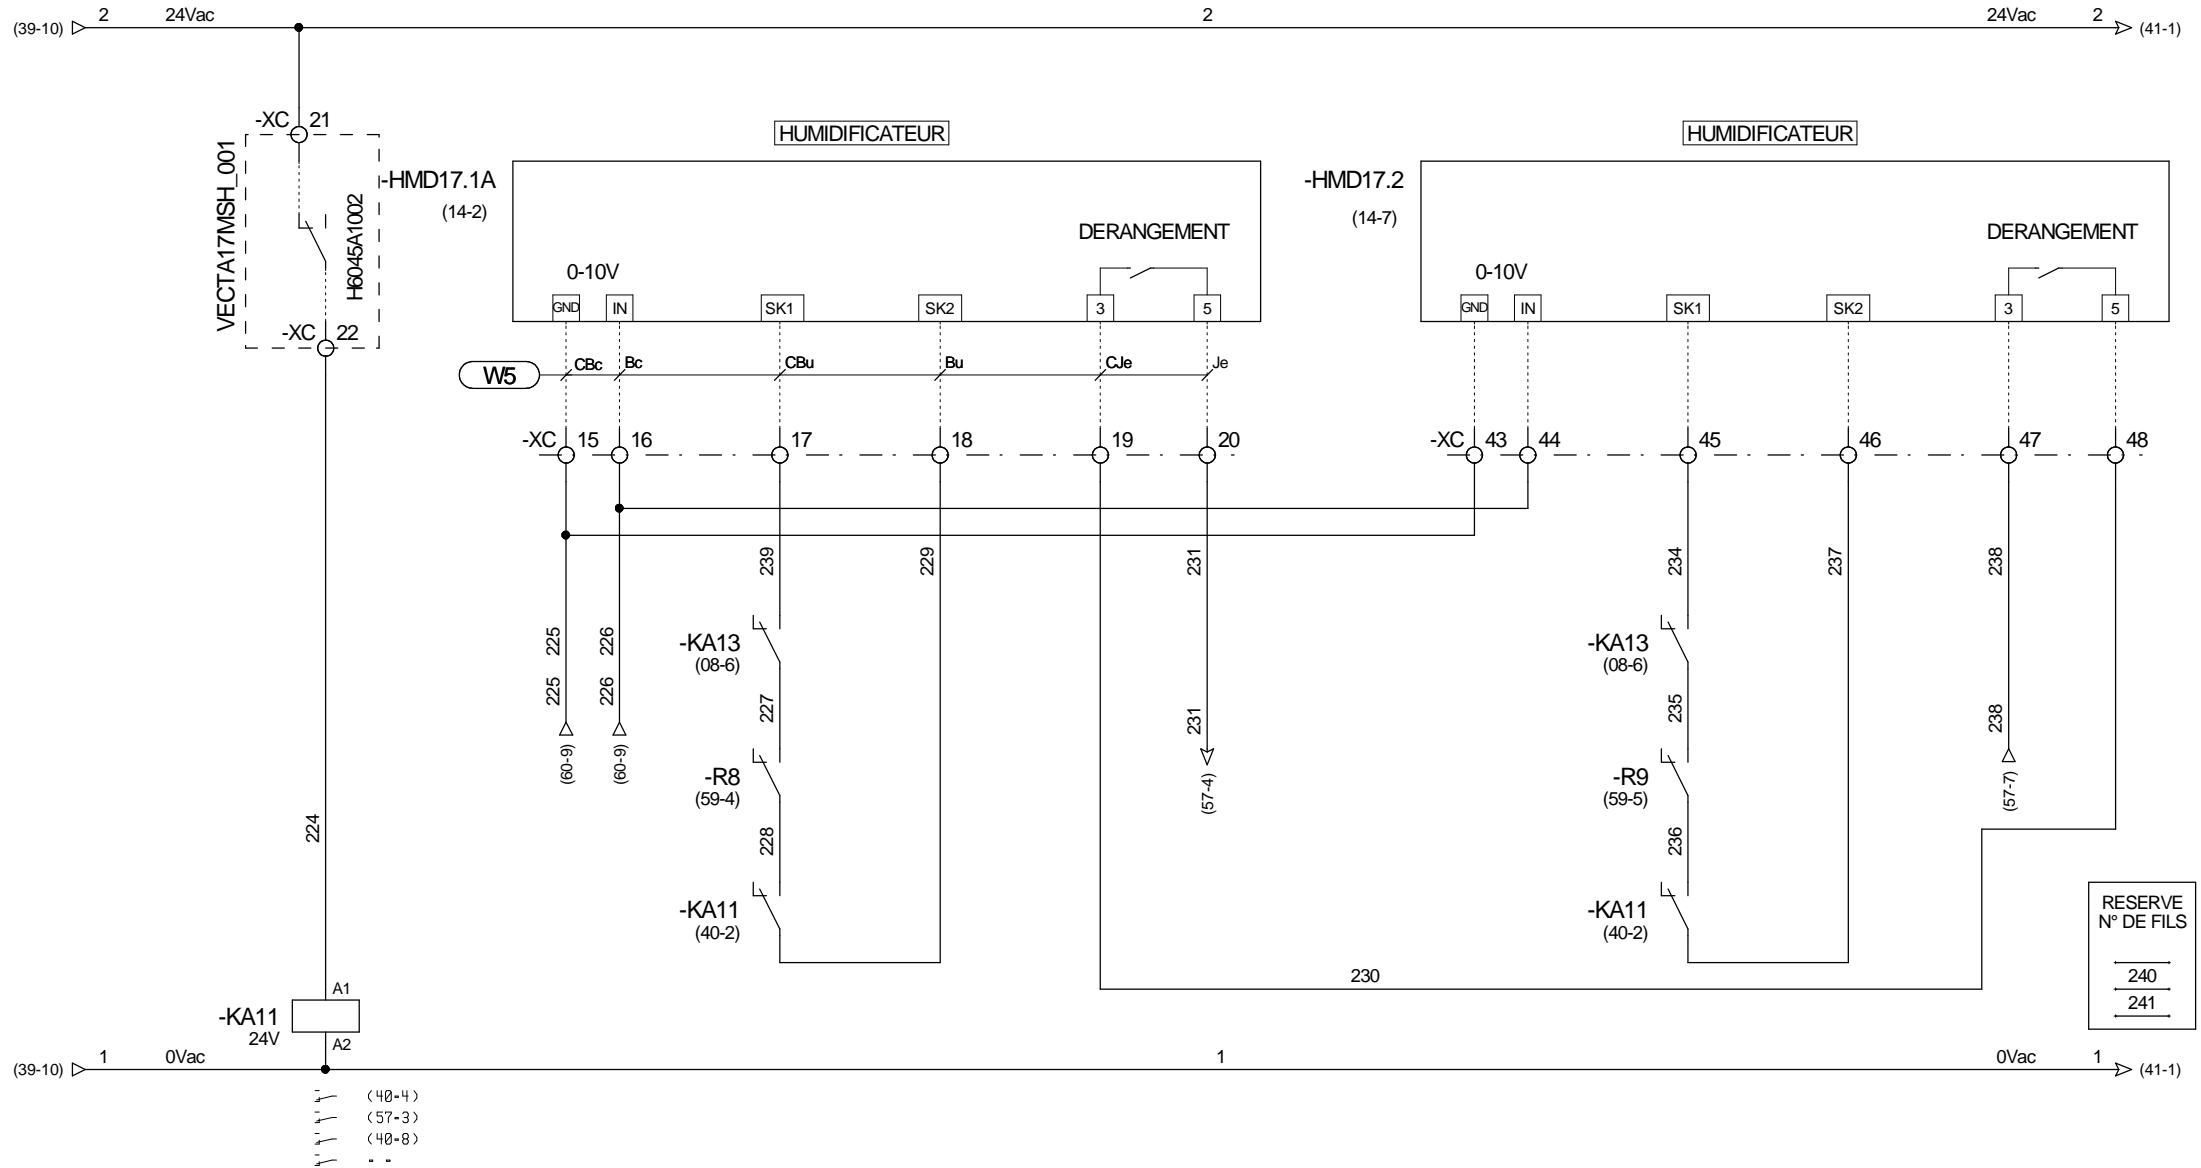 (39-10) 2 24Vac 2 24Vac 2 (41-1)
-XC 21
VECTA17MSH_001
H6045A1002
-XC 22
HUMIDIFICATEUR
-HMD17.1A
(14-2)
DERANGEMENT
0-10V
GND IN SK1 SK2 3 5
HUMIDIFICATEUR
-HMD17.2
(14-7)
DERANGEMENT
0-10V
GND IN SK1 SK2 3 5
W5 CBc Bc CBu Bu CJe Je
-XC 15 16 17 18 19 20
-XC 43 44 45 46 47 48
239 229 231
234 237 238
225 226
225 226
(60-9) (60-9)
-KA13
(08-6)
227
-R8
(59-4)
228
-KA11
(40-2)
231
(57-4)
-KA13
(08-6)
235
-R9
(59-5)
236
-KA11
(40-2)
238
(57-7)
224
230
RESERVE
N° DE FILS
240
241
A1
-KA11
24V
A2
(39-10) 1 0Vac 1 0Vac 1 (41-1)
(40-4)
(57-3)
(40-8)